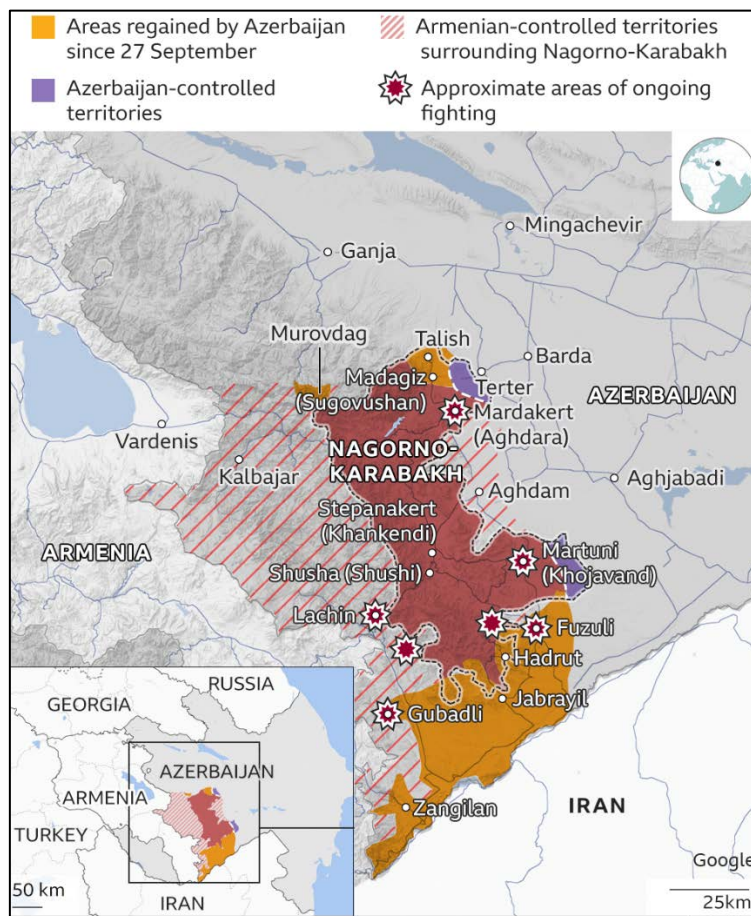 Areas regained by Azerbaijan
since 27 September
Armenian-controlled territories
surrounding Nagorno-Karabakh
Azerbaijan-controlled
territories
Approximate areas of ongoing
fighting
Mingachevir
Ganja
Murovdag
Talish
Barda
Madagiz
(Sugovushan)
Terter
AZERBAIJAN
Mardakert
(Aghdara)
Vardenis
NAGORNO-
KARABAKH
Kalbajar
Aghdam
Aghjabadi
Stepanakert
(Khankendi)
ARMENIA
Martuni
(Khojavand)
Shusha (Shushi)
Lachin
Fuzuli
Hadrut
Jabrayil
Gubadli
Zangilan
IRAN
Google
25km
RUSSIA
GEORGIA
AZERBAIJAN
ARMENIA
TURKEY
50 km
IRAN